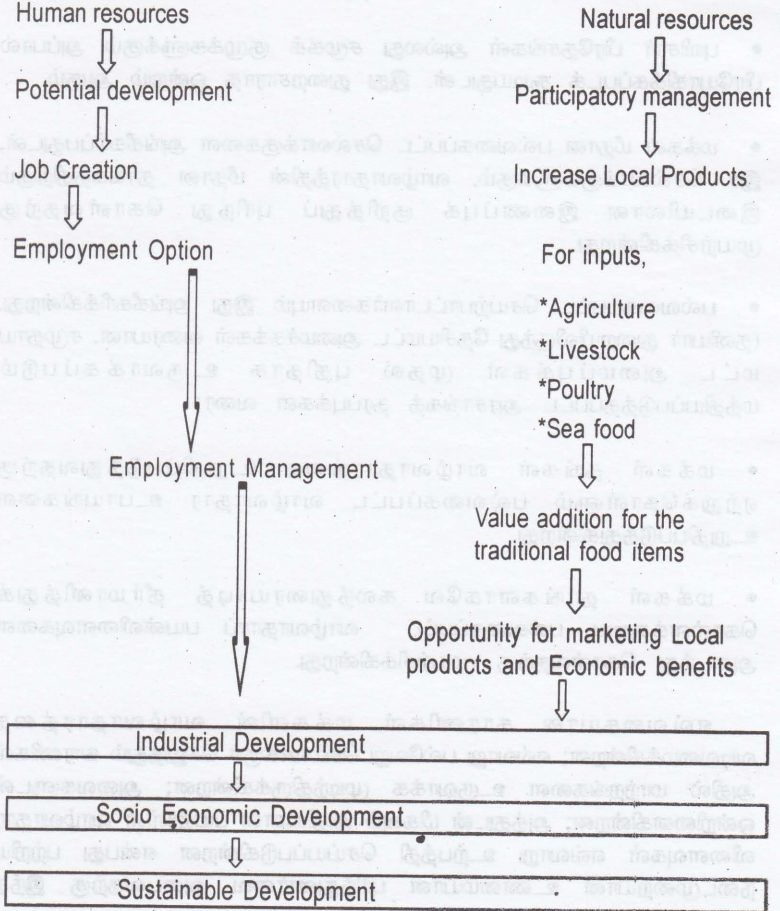 Human resources
Potential development
Job Creation
Employment Option
Employment Management
Natural resources
Participatory management
Increase Local Products
For inputs,
*Agriculture
*Livestock
*Poultry
*Sea food
Value addition for the
traditional food items
Opportunity for marketing Local
products and Economic benefits
Industrial Development
Socio Economic Development
Sustainable Development